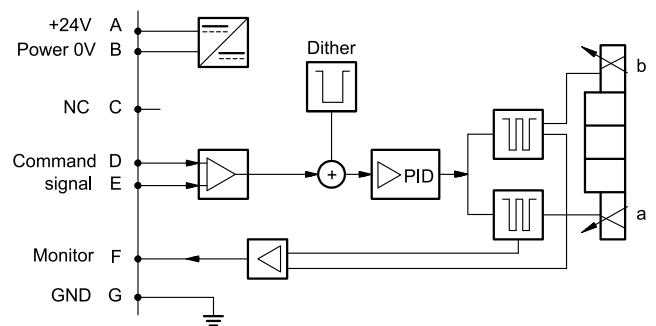 +24V A
Power 0V B
Dither
b
NC C
Command D
signal E
+
PID
a
Monitor F
GND G